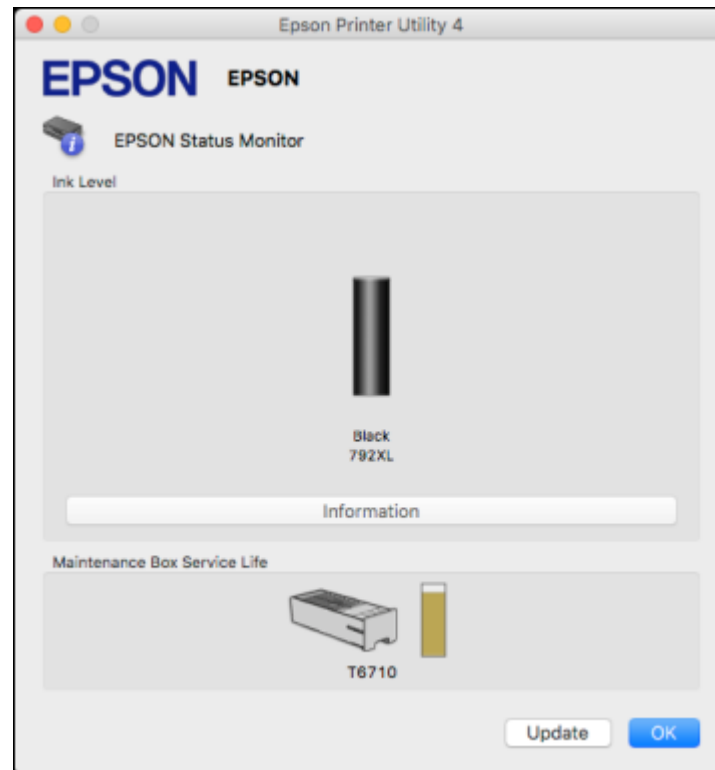 Epson Printer Utility 4
EPSON EPSON
EPSON Status Monitor
Ink Level
Black
792XL
Information
Maintenance Box Service Life
T6710
Update OK